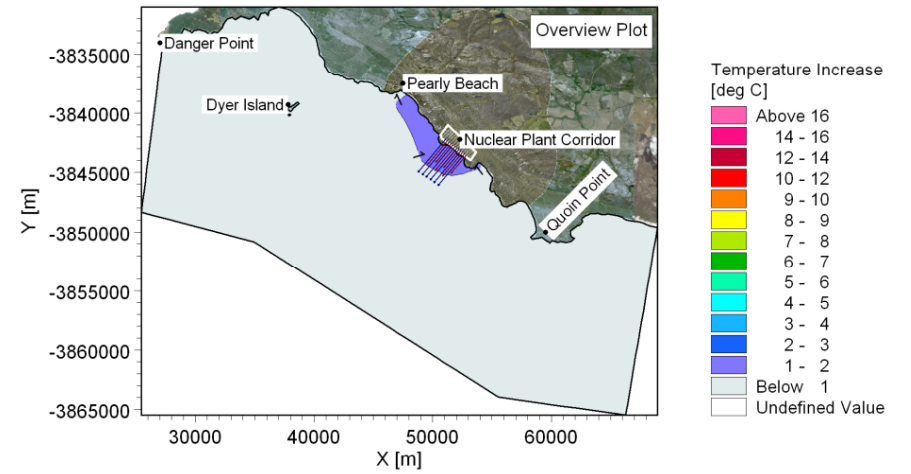 Overview Plot
Danger Point
Pearly Beach
Dyer Island
Nuclear Plant Corridor
Quoin Point
-3835000
-3840000
-3845000
-3850000
-3855000
-3860000
-3865000
Y [m]
30000 40000 50000 60000
X [m]
Temperature Increase
[deg C]
Above 16
14 - 16
12 - 14
10 - 12
9 - 10
8 - 9
7 - 8
6 - 7
5 - 6
4 - 5
3 - 4
2 - 3
1 - 2
Below 1
Undefined Value